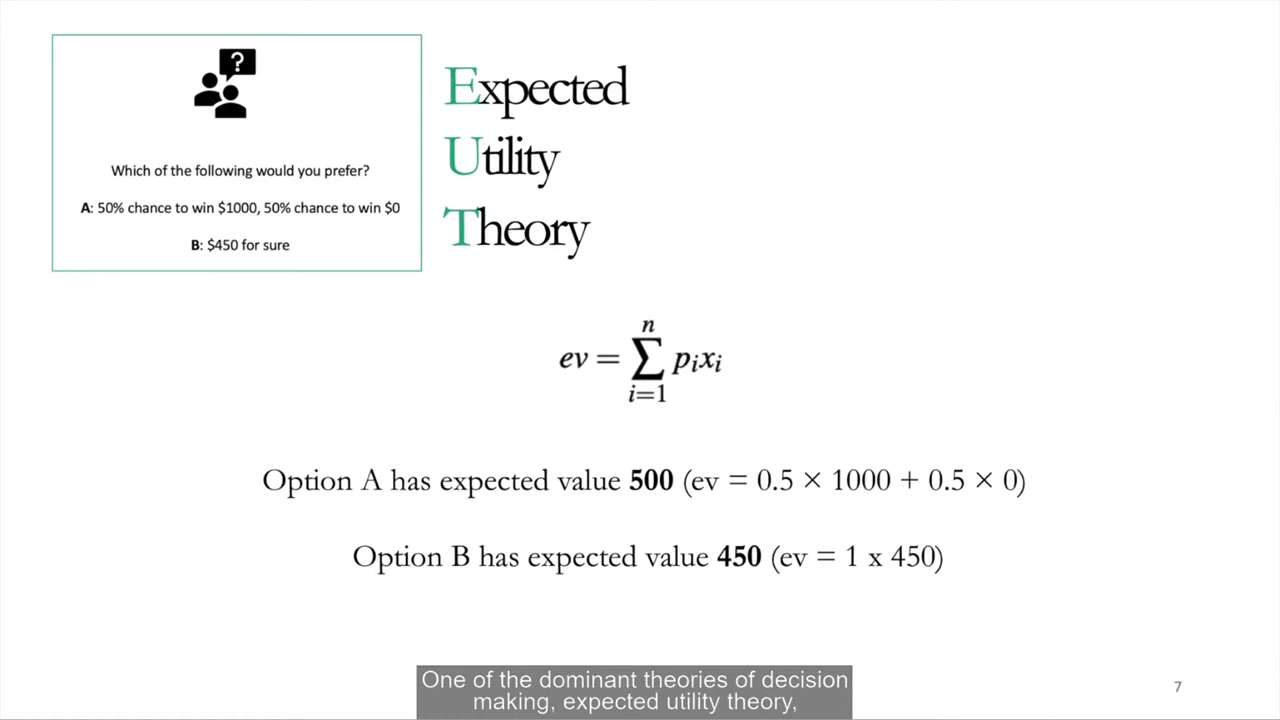 ?
Which of the following would you prefer?
A: 50% chance to win $1000, 50% chance to win $0
B: $450 for sure
Expected
Utility
Theory
n
ev = ∑ pᵢxᵢ
i=1
Option A has expected value 500 (ev = 0.5 × 1000 + 0.5 × 0)
Option B has expected value 450 (ev = 1 x 450)
One of the dominant theories of decision
making, expected utility theory,
7